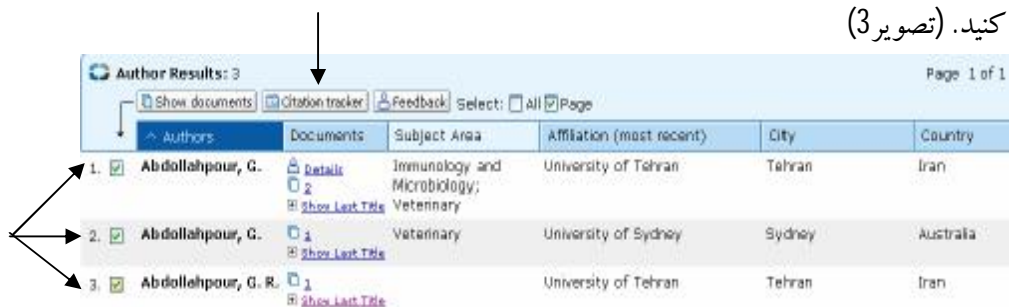 کنید. (تصویر3)
Author Results: 3 Page 1 of 1
Show documents Citation tracker Feedback Select: All Page
Authors Documents Subject Area Affiliation (most recent) City Country
1. Abdollahpour, G. Details Immunology and University of Tehran Tehran Iran
2 Microbiology;
Show Last Title Veterinary
2. Abdollahpour, G. 1 Veterinary University of Sydney Sydney Australia
Show Last Title
3. Abdollahpour, G. R. 1 University of Tehran Tehran Iran
Show Last Title